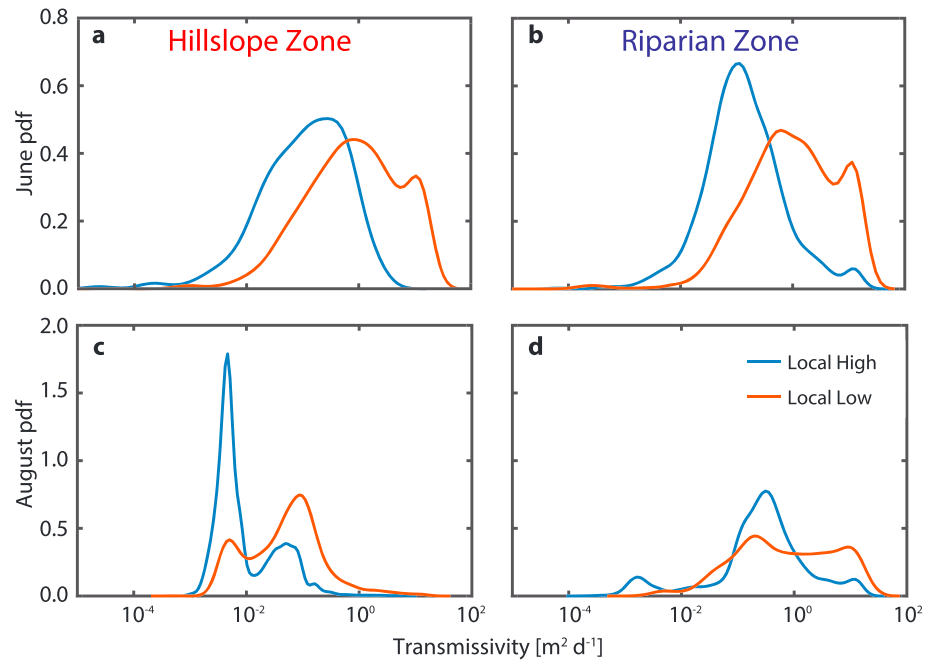 a Hillslope Zone
b Riparian Zone
June pdf
0.8
0.6
0.4
0.2
0.0
c
d
August pdf
2.0
1.5
1.0
0.5
0.0
Local High
Local Low
10⁻⁴ 10⁻² 10⁰ 10²
10⁻⁴ 10⁻² 10⁰ 10²
Transmissivity [m² d⁻¹]